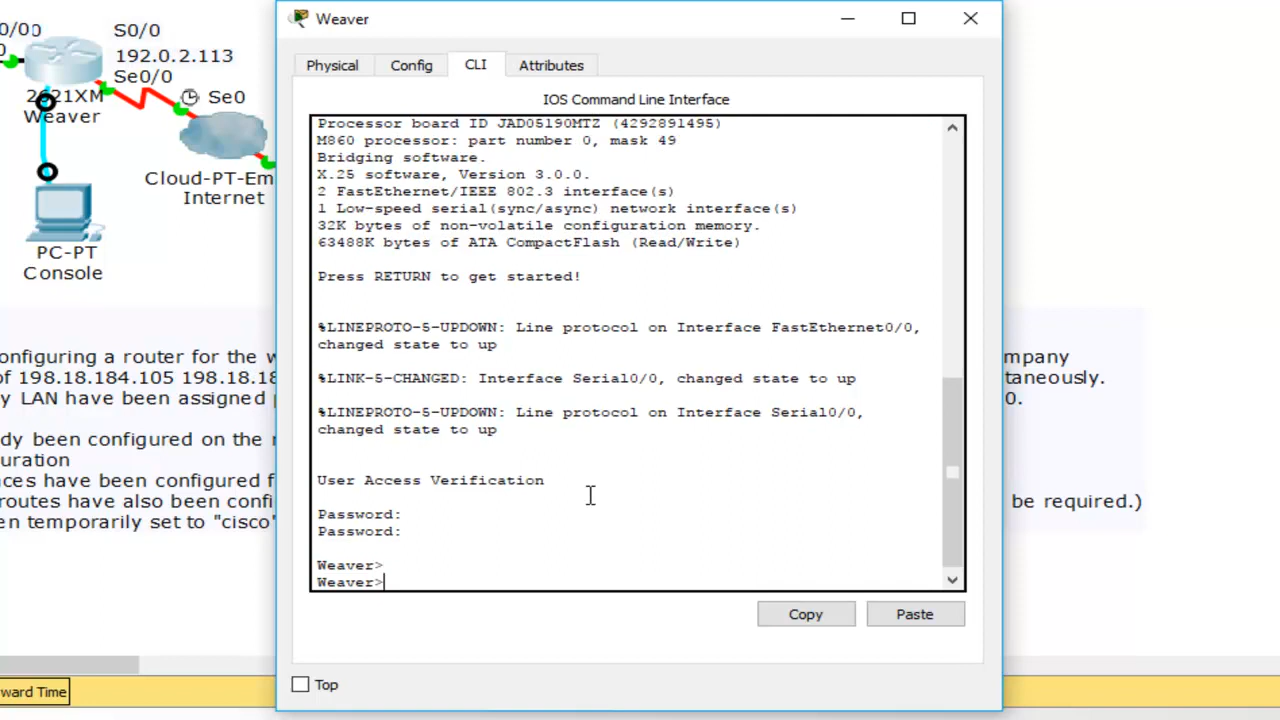 0/00
0
S0/0
192.0.2.113
Se0/0
2621XM
Weaver
Se0
Cloud-PT-Em
Internet
PC-PT
Console
onfiguring a router for the w
of 198.18.184.105 198.18.18
y LAN have been assigned
dy been configured on the
uration
ces have been configured f
routes have also been confi
en temporarily set to "cisco"
mpany
taneously.
0.
be required.)
ward Time
Weaver
Physical
Config
CLI
Attributes
IOS Command Line Interface
Processor board ID JAD05190MTZ (4292891495)
M860 processor: part number 0, mask 49
Bridging software.
X.25 software, Version 3.0.0.
2 FastEthernet/IEEE 802.3 interface(s)
1 Low-speed serial(sync/async) network interface(s)
32K bytes of non-volatile configuration memory.
63488K bytes of ATA CompactFlash (Read/Write)
Press RETURN to get started!
%LINEPROTO-5-UPDOWN: Line protocol on Interface FastEthernet0/0,
changed state to up
%LINK-5-CHANGED: Interface Serial0/0, changed state to up
%LINEPROTO-5-UPDOWN: Line protocol on Interface Serial0/0,
changed state to up
User Access Verification
Password:
Password:
Weaver>
Weaver>
Copy
Paste
Top